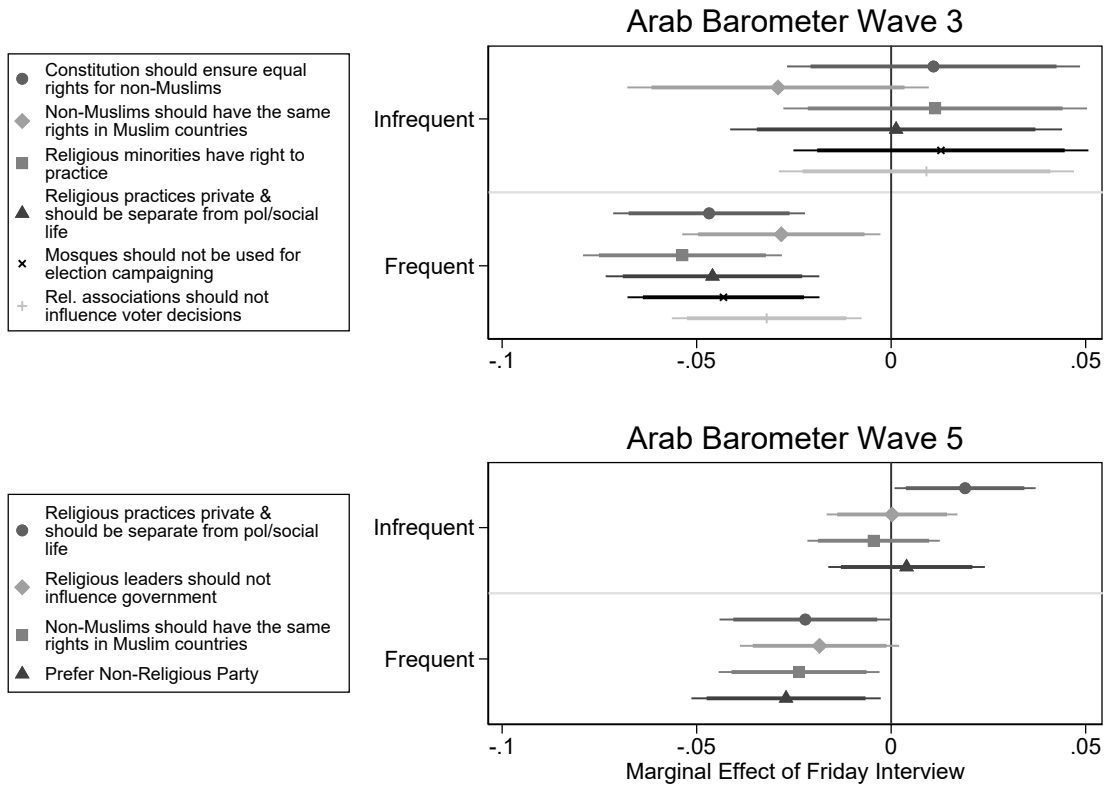 Arab Barometer Wave 3
Constitution should ensure equal
rights for non-Muslims
Non-Muslims should have the same
rights in Muslim countries
Religious minorities have right to
practice
Religious practices private &
should be separate from pol/social
life
Mosques should not be used for
election campaigning
Rel. associations should not
influence voter decisions
Infrequent
Frequent
-.1 -.05 0 .05
Arab Barometer Wave 5
Religious practices private &
should be separate from pol/social
life
Religious leaders should not
influence government
Non-Muslims should have the same
rights in Muslim countries
Prefer Non-Religious Party
Infrequent
Frequent
-.1 -.05 0 .05
Marginal Effect of Friday Interview